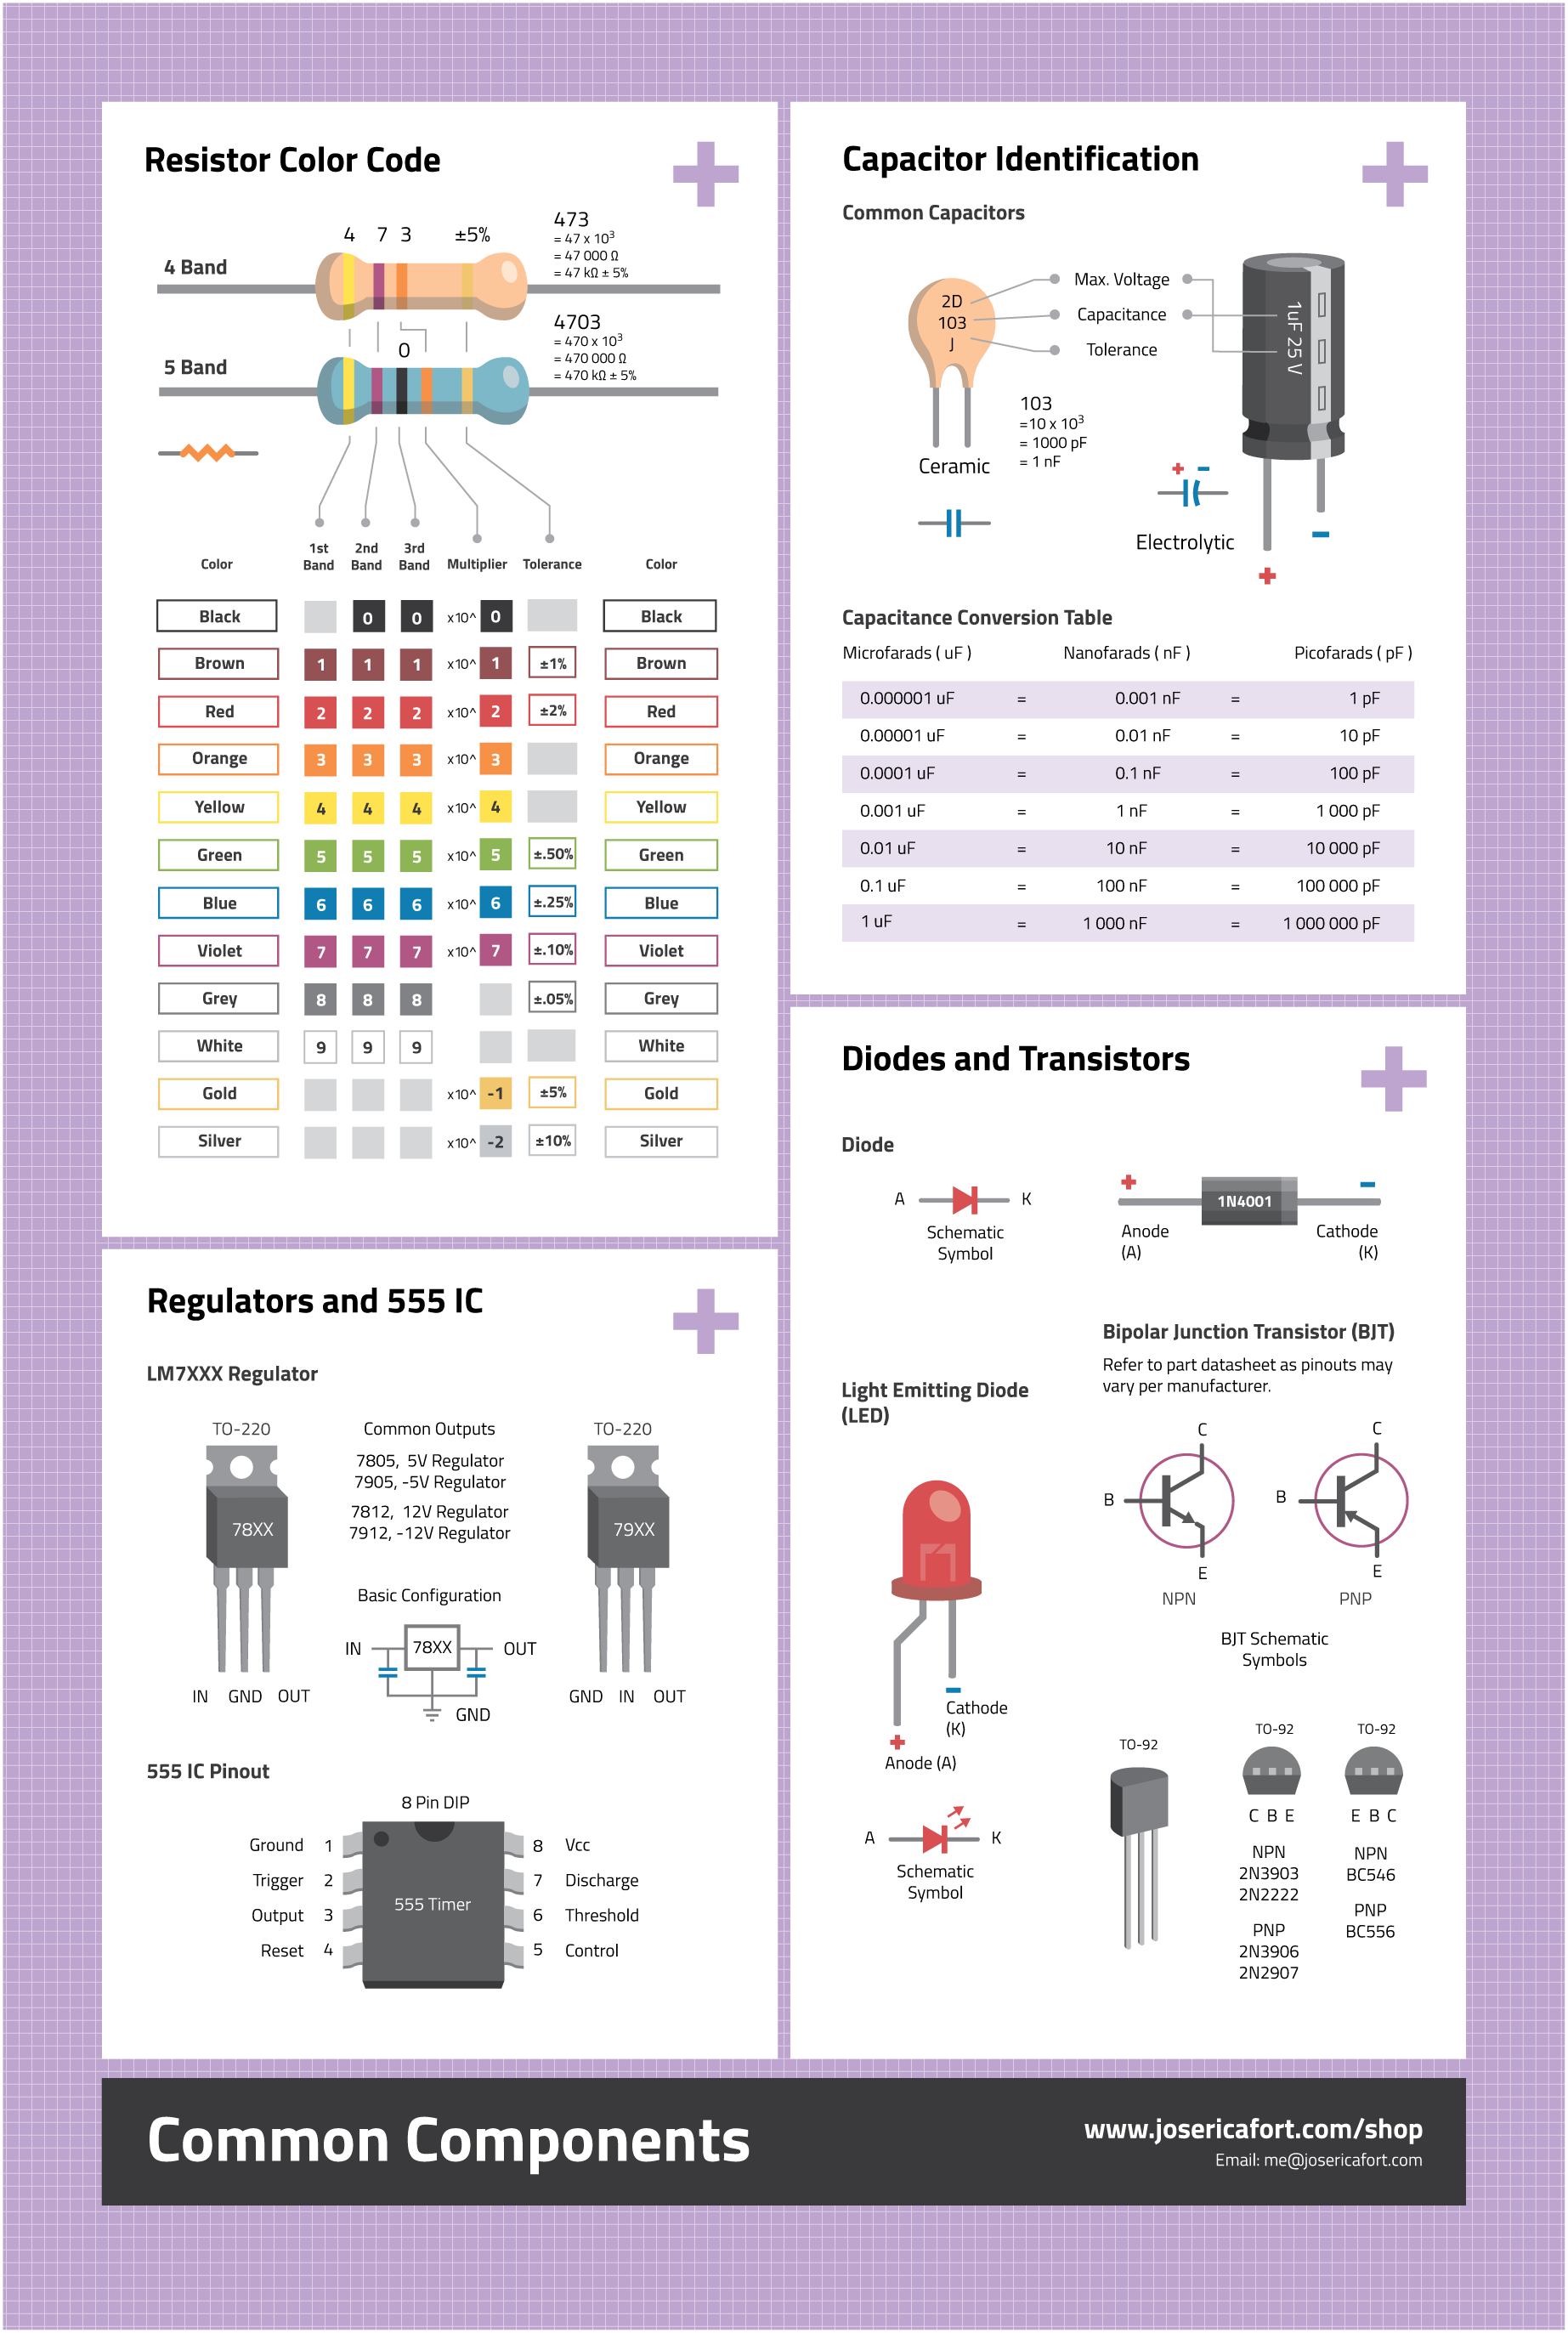 Resistor Color Code
4 7 3 ±5%
473
= 47 x 10³
= 47 000 Ω
= 47 kΩ ± 5%
4 Band
4703
= 470 x 10³
= 470 000 Ω
= 470 kΩ ± 5%
0
5 Band
Color 1st Band 2nd Band 3rd Band Multiplier Tolerance Color
Black 0 0 x10^ 0 Black
Brown 1 1 1 x10^ 1 ±1% Brown
Red 2 2 2 x10^ 2 ±2% Red
Orange 3 3 3 x10^ 3 Orange
Yellow 4 4 4 x10^ 4 Yellow
Green 5 5 5 x10^ 5 ±.50% Green
Blue 6 6 6 x10^ 6 ±.25% Blue
Violet 7 7 7 x10^ 7 ±.10% Violet
Grey 8 8 8 ±.05% Grey
White 9 9 9 White
Gold x10^ -1 ±5% Gold
Silver x10^ -2 ±10% Silver
Capacitor Identification
Common Capacitors
2D
103
J
Max. Voltage
Capacitance
Tolerance
1uF 25 V
103
=10 x 10³
= 1000 pF
= 1 nF
Ceramic
+ −
Electrolytic
−
+
Capacitance Conversion Table
Microfarads ( uF ) Nanofarads ( nF ) Picofarads ( pF )
0.000001 uF = 0.001 nF = 1 pF
0.00001 uF = 0.01 nF = 10 pF
0.0001 uF = 0.1 nF = 100 pF
0.001 uF = 1 nF = 1 000 pF
0.01 uF = 10 nF = 10 000 pF
0.1 uF = 100 nF = 100 000 pF
1 uF = 1 000 nF = 1 000 000 pF
Regulators and 555 IC
LM7XXX Regulator
TO-220
78XX
IN GND OUT
Common Outputs
7805, 5V Regulator
7905, -5V Regulator
7812, 12V Regulator
7912, -12V Regulator
Basic Configuration
IN 78XX OUT
GND
TO-220
79XX
GND IN OUT
555 IC Pinout
8 Pin DIP
555 Timer
Ground 1 8 Vcc
Trigger 2 7 Discharge
Output 3 6 Threshold
Reset 4 5 Control
Diodes and Transistors
Diode
A K
Schematic
Symbol
+ −
1N4001
Anode
(A)
Cathode
(K)
Light Emitting Diode
(LED)
−
Cathode
(K)
+
Anode (A)
A K
Schematic
Symbol
Bipolar Junction Transistor (BJT)
Refer to part datasheet as pinouts may
vary per manufacturer.
C
B
E
NPN
C
B
E
PNP
BJT Schematic
Symbols
TO-92
TO-92
C B E
NPN
2N3903
2N2222
PNP
2N3906
2N2907
TO-92
E B C
NPN
BC546
PNP
BC556
Common Components
www.josericafort.com/shop
Email: me@josericafort.com